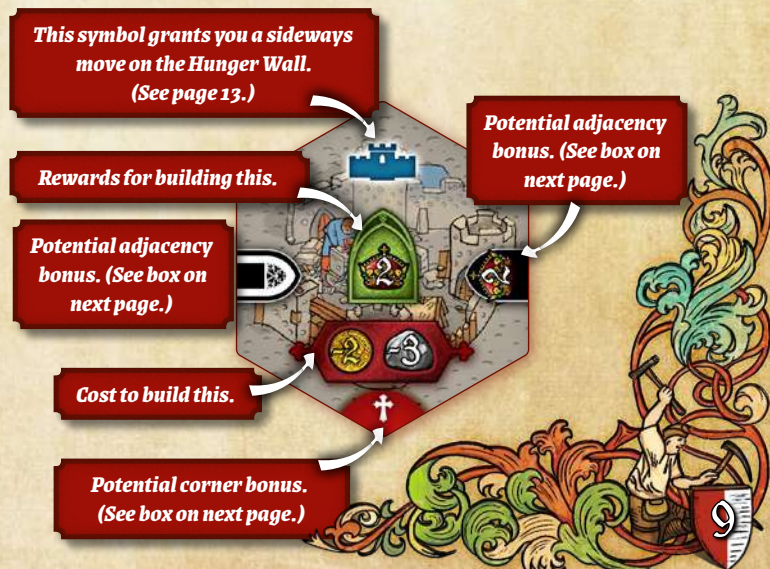 This symbol grants you a sideways
move on the Hunger Wall.
(See page 13.)
Potential adjacency
bonus. (See box on
next page.)
Rewards for building this.
Potential adjacency
bonus. (See box on
next page.)
2
2
-2 -3
Cost to build this.
Potential corner bonus.
(See box on next page.)
9